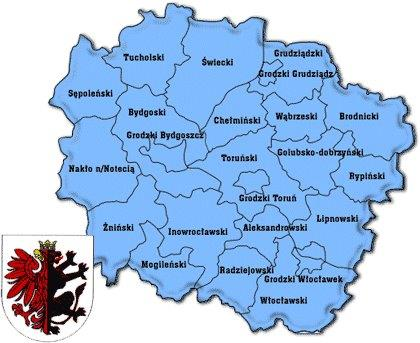 Tucholski
Świecki
Grudziądzki
Grodzki Grudziądz
Sępoleński
Bydgoski
Chełmiński
Wąbrzeski
Brodnicki
Grodzki Bydgoszcz
Toruński
Golubsko-dobrzyński
Nakło n/Notecią
Rypiński
Grodzki Toruń
Żniński
Inowrocławski
Aleksandrowski
Lipnowski
Mogileński
Radziejowski
Grodzki Włocławek
Włocławski